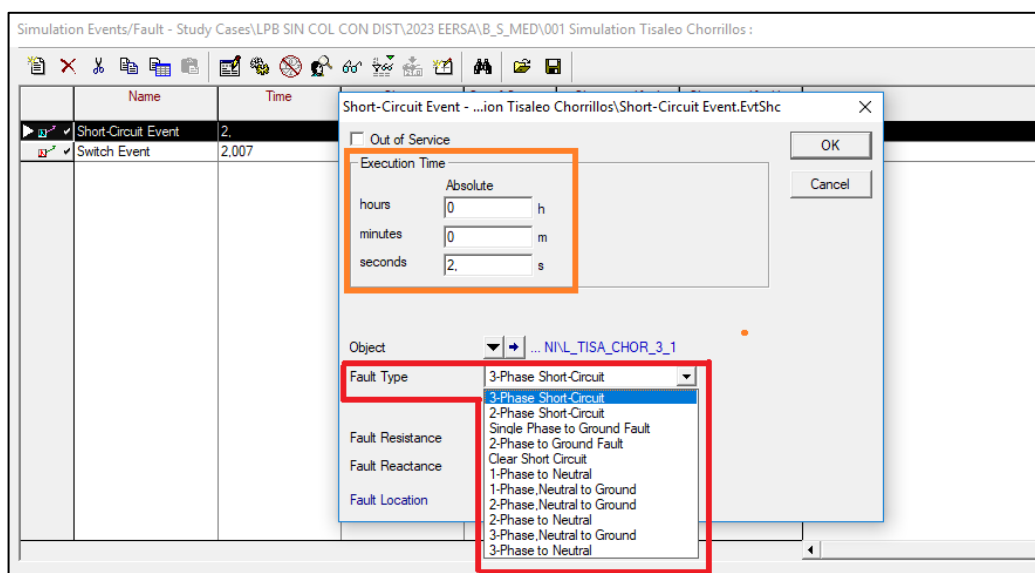 Simulation Events/Fault - Study Cases\LPB SIN COL CON DIST\2023 EERSA\B_S_MED\001 Simulation Tisaleo Chorrillos :
Name Time
Short-Circuit Event 2,
Switch Event 2,007
Short-Circuit Event - ...ion Tisaleo Chorrillos\Short-Circuit Event.EvtShc
Out of Service
OK
Execution Time
Absolute
Cancel
hours 0 h
minutes 0 m
seconds 2, s
Object ... NI\L_TISA_CHOR_3_1
Fault Type 3-Phase Short-Circuit
3-Phase Short-Circuit
2-Phase Short-Circuit
Single Phase to Ground Fault
2-Phase to Ground Fault
Clear Short Circuit
1-Phase to Neutral
1-Phase,Neutral to Ground
2-Phase,Neutral to Ground
2-Phase to Neutral
3-Phase,Neutral to Ground
3-Phase to Neutral
Fault Resistance
Fault Reactance
Fault Location